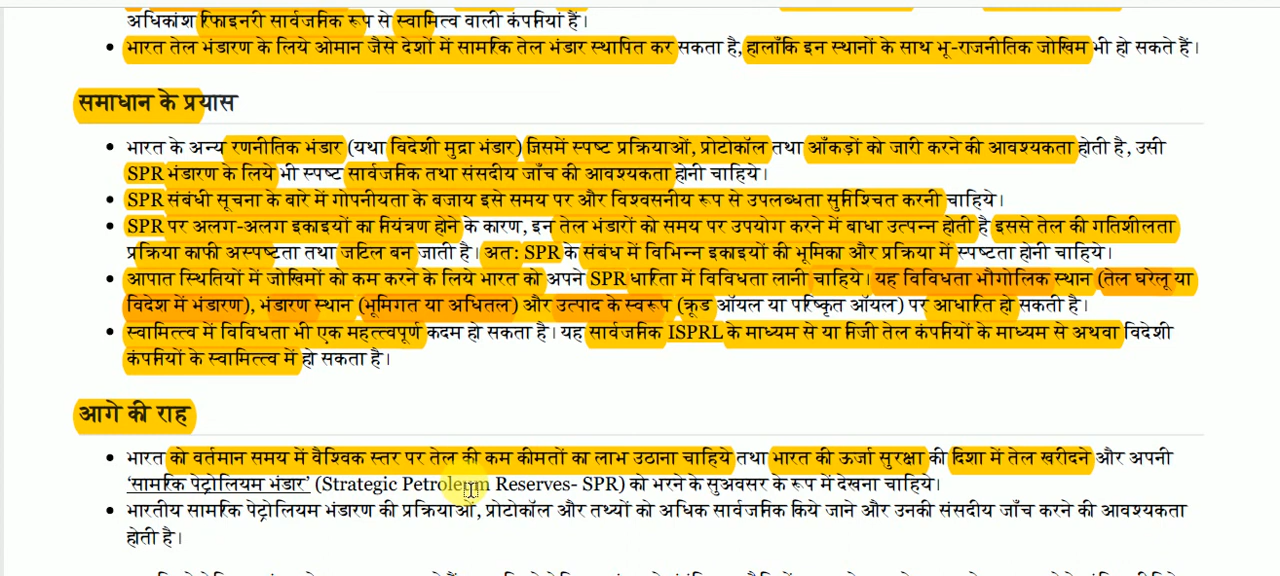 अधिकांश रिफाइनरी सार्वजनिक रूप से स्वामित्व वाली कंपनियां हैं।
भारत तेल भंडारण के लिये ओमान जैसे देशों में सामरिक तेल भंडार स्थापित कर सकता है, हालाँकि इन स्थानों के साथ भू-राजनीतिक जोखिम भी हो सकते हैं।
समाधान के प्रयास
भारत के अन्य रणनीतिक भंडार (यथा विदेशी मुद्रा भंडार) जिसमें स्पष्ट प्रक्रियाओं, प्रोटोकॉल तथा आँकड़ों को जारी करने की आवश्यकता होती है, उसी
SPR भंडारण के लिये भी स्पष्ट सार्वजनिक तथा संसदीय जाँच की आवश्यकता होनी चाहिये।
SPR संबंधी सूचना के बारे में गोपनीयता के बजाय इसे समय पर और विश्वसनीय रूप से उपलब्धता सुनिश्चित करनी चाहिये।
SPR पर अलग-अलग इकाइयों का नियंत्रण होने के कारण, इन तेल भंडारों को समय पर उपयोग करने में बाधा उत्पन्न होती है इससे तेल की गतिशीलता
प्रक्रिया काफी अस्पष्टता तथा जटिल बन जाती है। अत: SPR के संबंध में विभिन्न इकाइयों की भूमिका और प्रक्रिया में स्पष्टता होनी चाहिये।
आपात स्थितियों में जोखिमों को कम करने के लिये भारत को अपने SPR धारिता में विविधता लानी चाहिये। यह विविधता भौगोलिक स्थान (तेल घरेलू या
विदेश में भंडारण), भंडारण स्थान (भूमिगत या अधितल) और उत्पाद के स्वरूप (क्रूड ऑयल या परिष्कृत ऑयल) पर आधारित हो सकती है।
स्वामित्त्व में विविधता भी एक महत्त्वपूर्ण कदम हो सकता है। यह सार्वजनिक ISPRL के माध्यम से या निजी तेल कंपनियों के माध्यम से अथवा विदेशी
कंपनियों के स्वामित्त्व में हो सकता है।
आगे की राह
भारत को वर्तमान समय में वैश्विक स्तर पर तेल की कम कीमतों का लाभ उठाना चाहिये तथा भारत की ऊर्जा सुरक्षा की दिशा में तेल खरीदने और अपनी
‘सामरिक पेट्रोलियम भंडार’ (Strategic Petroleum Reserves- SPR) को भरने के सुअवसर के रूप में देखना चाहिये।
भारतीय सामरिक पेट्रोलियम भंडारण की प्रक्रियाओं, प्रोटोकॉल और तथ्यों को अधिक सार्वजनिक किये जाने और उनकी संसदीय जाँच करने की आवश्यकता
होती है।